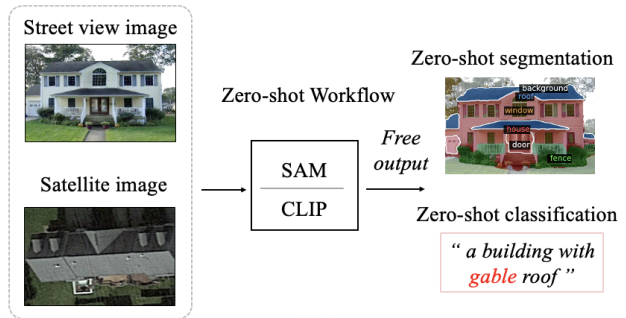 Street view image
Satellite image
Zero-shot Workflow
SAM
CLIP
Free
output
Zero-shot segmentation
background
roof
window
house
door
fence
Zero-shot classification
“ a building with
gable roof ”